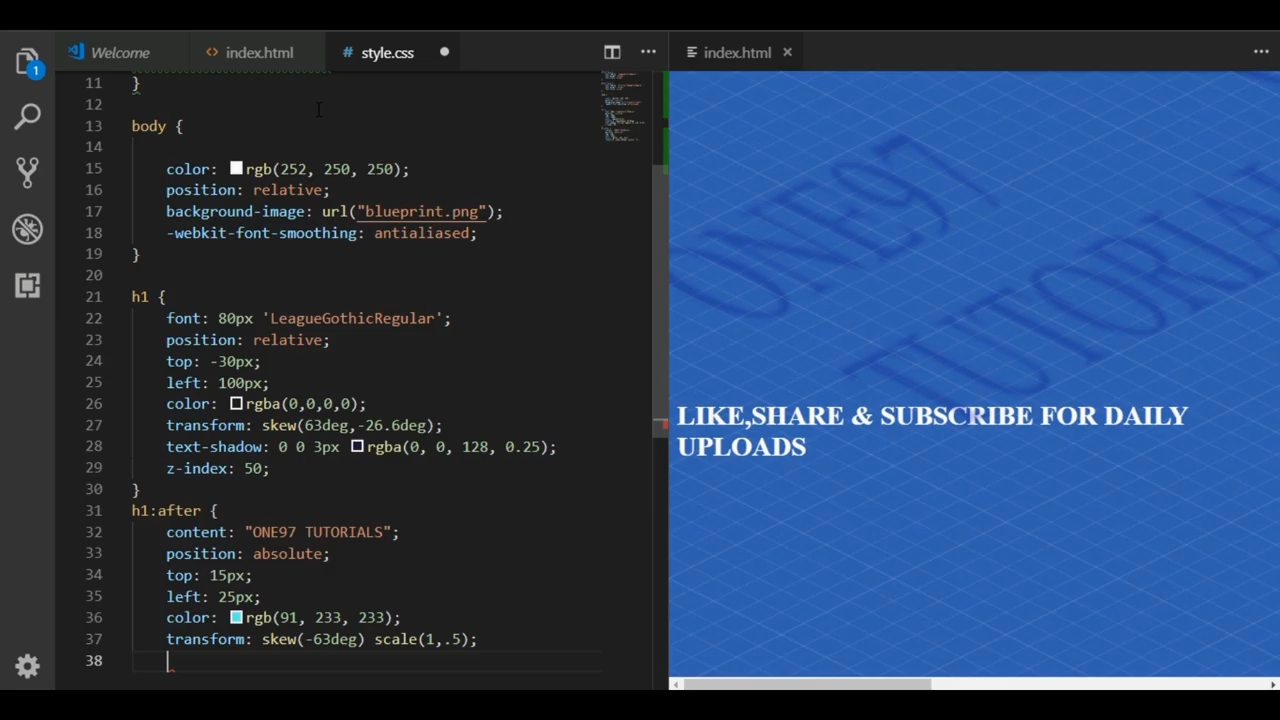 Welcome
index.html
style.css
index.html
1
11 }
12
13 body {
14
15 color: rgb(252, 250, 250);
16 position: relative;
17 background-image: url("blueprint.png");
18 -webkit-font-smoothing: antialiased;
19 }
20
21 h1 {
22 font: 80px 'LeagueGothicRegular';
23 position: relative;
24 top: -30px;
25 left: 100px;
26 color: rgba(0,0,0,0);
27 transform: skew(63deg,-26.6deg);
28 text-shadow: 0 0 3px rgba(0, 0, 128, 0.25);
29 z-index: 50;
30 }
31 h1:after {
32 content: "ONE97 TUTORIALS";
33 position: absolute;
34 top: 15px;
35 left: 25px;
36 color: rgb(91, 233, 233);
37 transform: skew(-63deg) scale(1,.5);
38
ONE97
TUTORIA
LIKE,SHARE & SUBSCRIBE FOR DAILY
UPLOADS